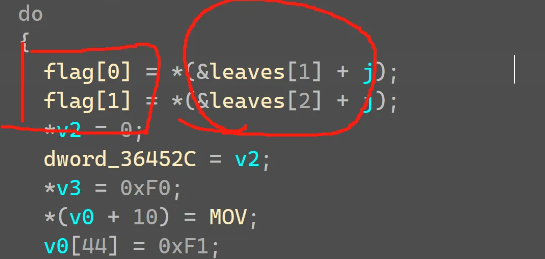 do
{
flag[0] = *(&leaves[1] + j);
flag[1] = *(&leaves[2] + j);
*v2 = 0;
dword_36452C = v2;
*v3 = 0xF0;
*(v0 + 10) = MOV;
v0[44] = 0xF1;